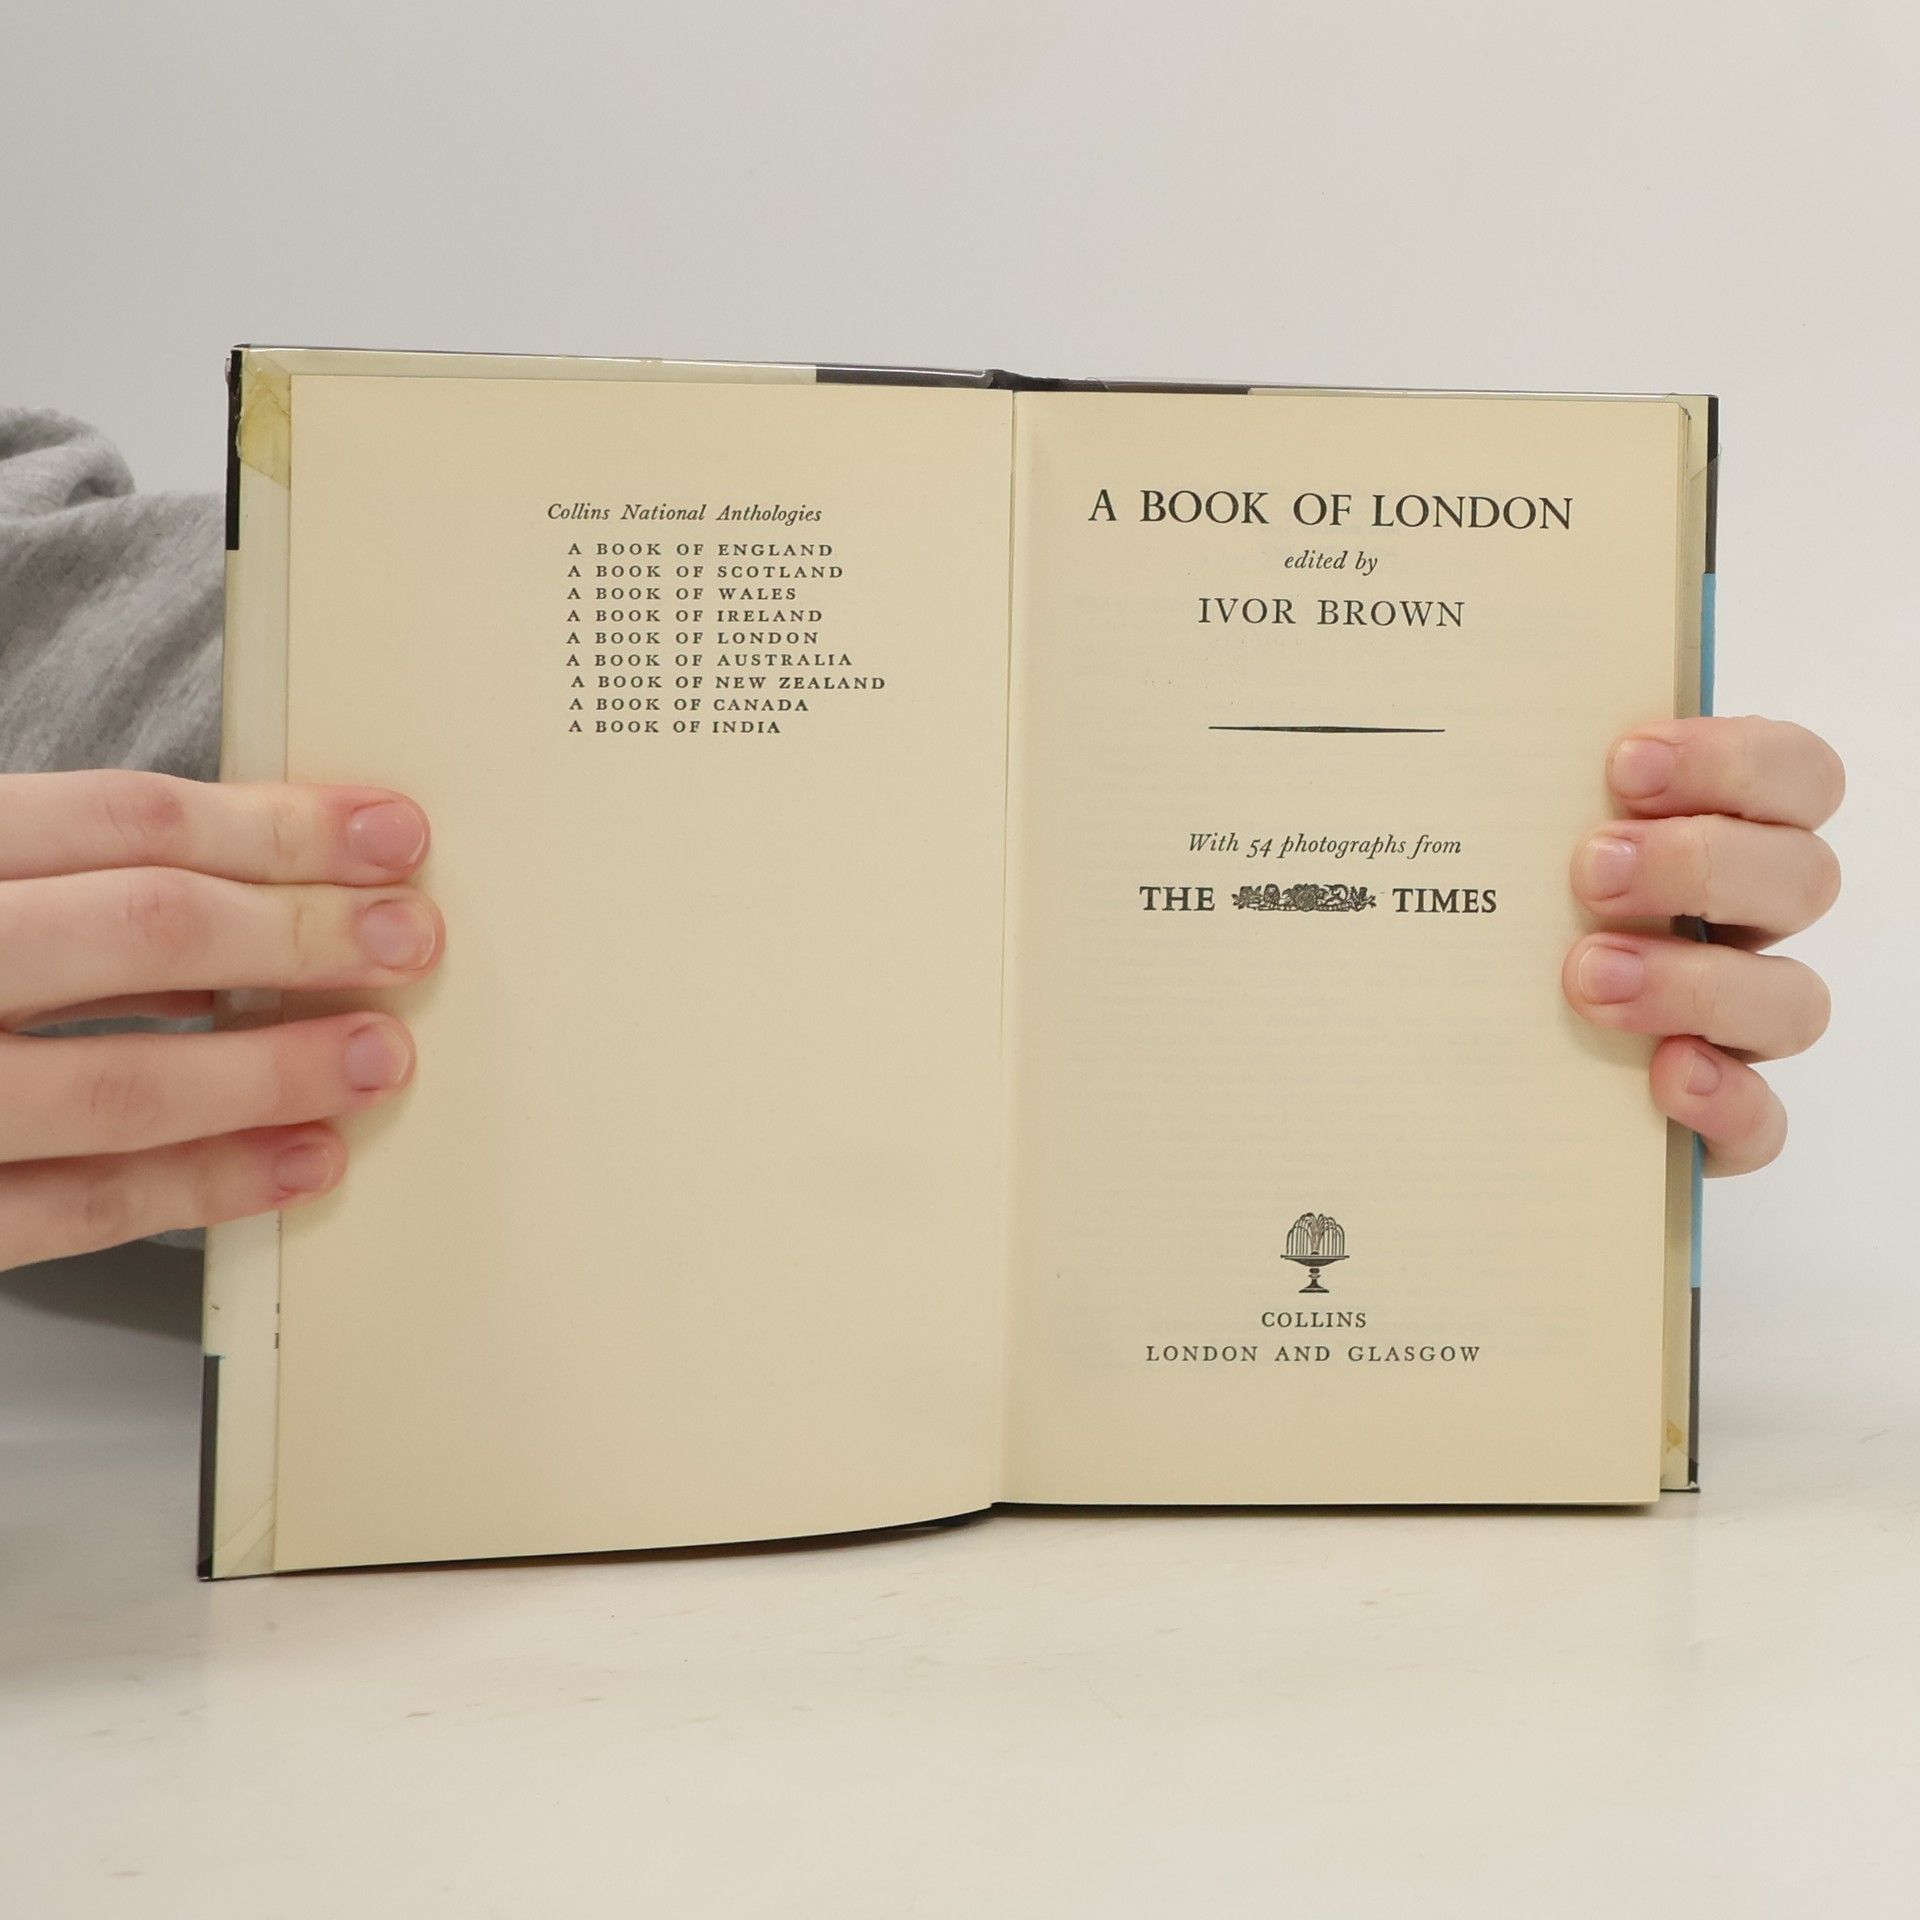 Collins National Anthologies
A BOOK OF ENGLAND
A BOOK OF SCOTLAND
A BOOK OF WALES
A BOOK OF IRELAND
A BOOK OF LONDON
A BOOK OF AUSTRALIA
A BOOK OF NEW ZEALAND
A BOOK OF CANADA
A BOOK OF INDIA
A BOOK OF LONDON
edited by
IVOR BROWN
With 54 photographs from
THE TIMES
COLLINS
LONDON AND GLASGOW